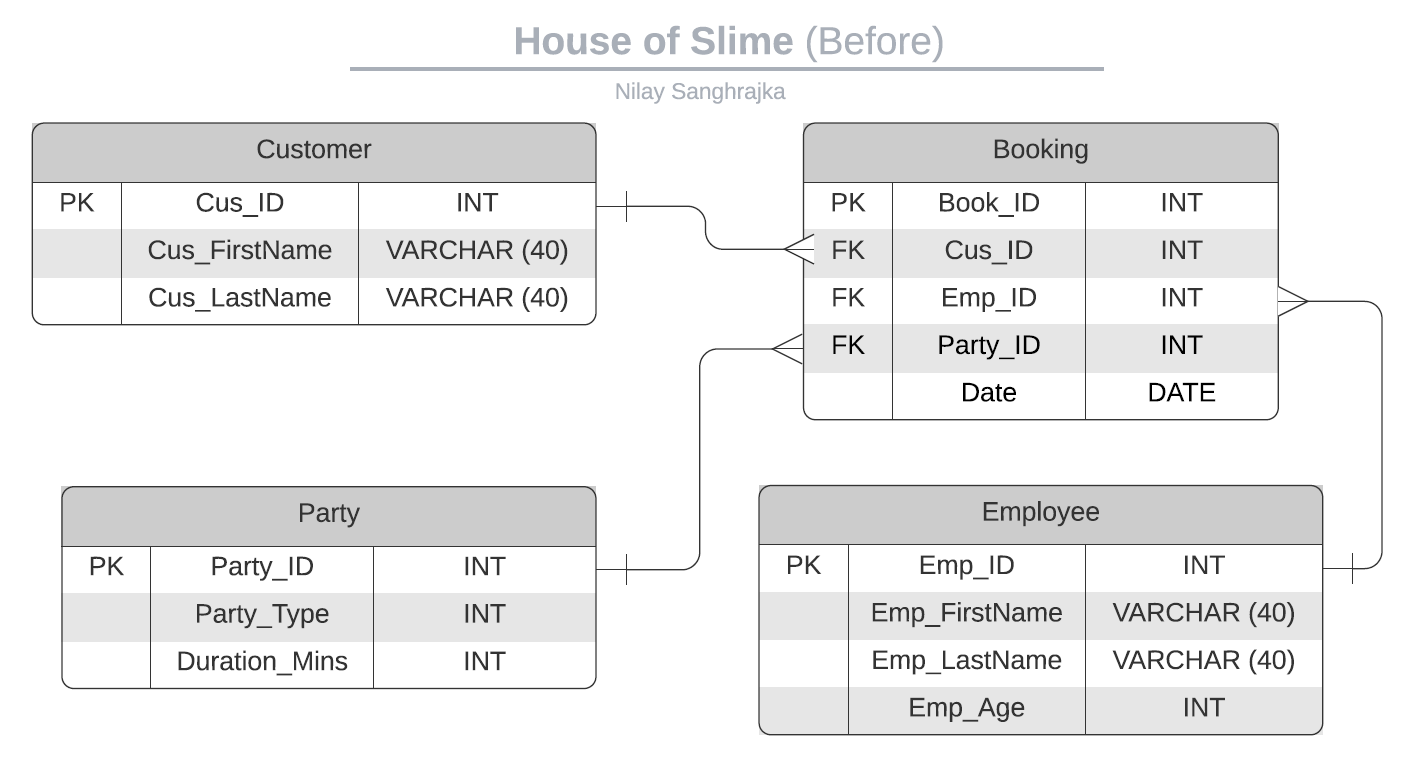 House of Slime (Before)
Nilay Sanghrajka
Customer
PK Cus_ID INT
Cus_FirstName VARCHAR (40)
Cus_LastName VARCHAR (40)
Booking
PK Book_ID INT
FK Cus_ID INT
FK Emp_ID INT
FK Party_ID INT
Date DATE
Party
PK Party_ID INT
Party_Type INT
Duration_Mins INT
Employee
PK Emp_ID INT
Emp_FirstName VARCHAR (40)
Emp_LastName VARCHAR (40)
Emp_Age INT